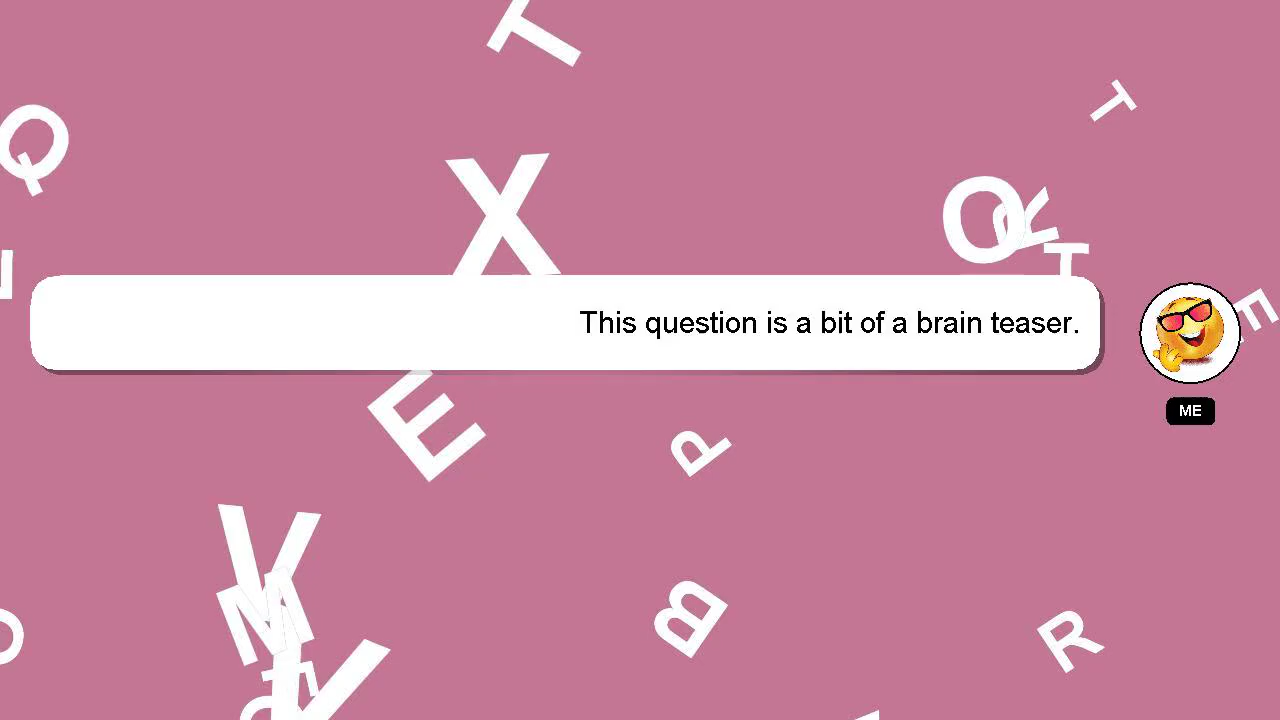 This question is a bit of a brain teaser.
ME
T
T
Q
X
O
R
T
E
E
P
V
M
B
R